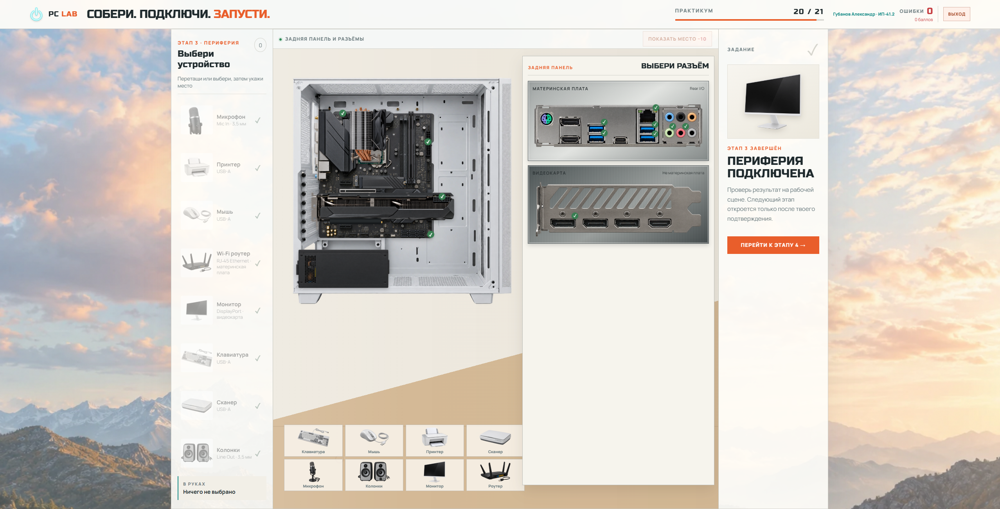 PC LAB
СОБЕРИ. ПОДКЛЮЧИ. ЗАПУСТИ.
ПРАКТИКУМ
20 / 21
Губанов Александр · ИП-41.2
ОШИБКИ 0
0 баллов
ВЫХОД
ЭТАП 3 · ПЕРИФЕРИЯ
0
Выбери
устройство
Перетащи или выбери, затем укажи
место
Микрофон
Mic In · 3,5 мм
Принтер
USB-A
Мышь
USB-A
Wi-Fi роутер
RJ-45 Ethernet ·
материнская
плата
Монитор
DisplayPort ·
видеокарта
Клавиатура
USB-A
Сканер
USB-A
Колонки
Line Out · 3,5 мм
В РУКАХ
Ничего не выбрано
ЗАДНЯЯ ПАНЕЛЬ И РАЗЪЁМЫ
ПОКАЗАТЬ МЕСТО −10
ЗАДНЯЯ ПАНЕЛЬ
ВЫБЕРИ РАЗЪЁМ
МАТЕРИНСКАЯ ПЛАТА
Rear I/O
ВИДЕОКАРТА
Не материнская плата
Клавиатура
Мышь
Принтер
Сканер
Микрофон
Колонки
Монитор
Роутер
ЗАДАНИЕ
ЭТАП 3 ЗАВЕРШЁН
ПЕРИФЕРИЯ
ПОДКЛЮЧЕНА
Проверь результат на рабочей
сцене. Следующий этап
откроется только после твоего
подтверждения.
ПЕРЕЙТИ К ЭТАПУ 4 →